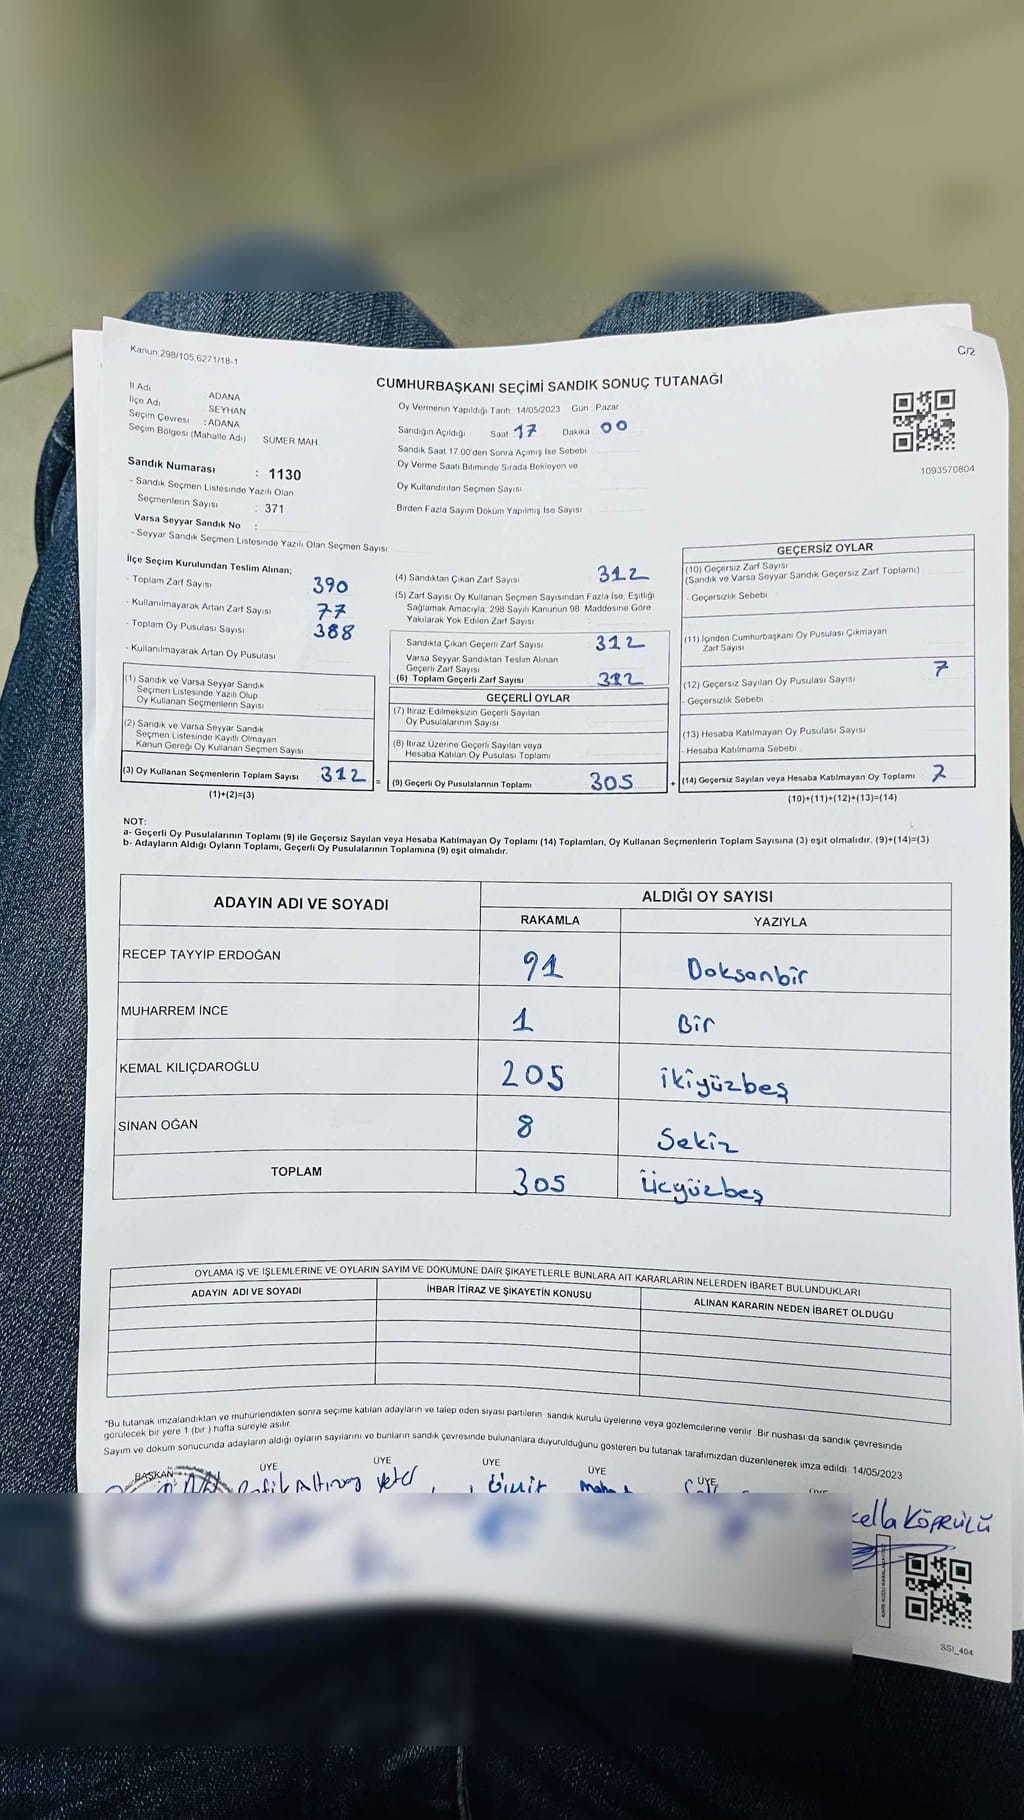 Kanun:298/105,6271/18-1
C/2
CUMHURBAŞKANI SEÇİMİ SANDIK SONUÇ TUTANAĞI
İl Adı ADANA
İlçe Adı SEYHAN
Seçim Çevresi : ADANA
Seçim Bölgesi (Mahalle Adı) : SÜMER MAH
Sandık Numarası : 1130
- Sandık Seçmen Listesinde Yazılı Olan
Seçmenlerin Sayısı : 371
Varsa Seyyar Sandık No :
- Seyyar Sandık Seçmen Listesinde Yazılı Olan Seçmen Sayısı:
Oy Vermenin Yapıldığı Tarih : 14/05/2023 Gün : Pazar
Sandığın Açıldığı Saat 17 Dakika 00
Sandık Saat 17:00'den Sonra Açmış İse Sebebi
Oy Verme Saati Bitiminde Sırada Bekleyen ve
Oy Kullandırılan Seçmen Sayısı
Birden Fazla Sayım Döküm Yapılmış İse Sayısı
1093570804
İlçe Seçim Kurulundan Teslim Alınan;
- Toplam Zarf Sayısı 390
- Kullanılmayarak Artan Zarf Sayısı 77
- Toplam Oy Pusulası Sayısı 388
- Kullanılmayarak Artan Oy Pusulası
(1) Sandık ve Varsa Seyyar Sandık
Seçmen Listesinde Yazılı Olup
Oy Kullanan Seçmenlerin Sayısı
(2) Sandık ve Varsa Seyyar Sandık
Seçmen Listesinde Kayıtlı Olmayan
Kanun Gereği Oy Kullanan Seçmen Sayısı
(3) Oy Kullanan Seçmenlerin Toplam Sayısı 312 =
(1)+(2)=(3)
(4) Sandıktan Çıkan Zarf Sayısı 312
(5) Zarf Sayısı Oy Kullanan Seçmen Sayısından Fazla İse, Eşitliği
Sağlamak Amacıyla; 298 Sayılı Kanunun 98. Maddesine Göre
Yakılarak Yok Edilen Zarf Sayısı
Sandıkta Çıkan Geçerli Zarf Sayısı 312
Varsa Seyyar Sandıktan Teslim Alınan
Geçerli Zarf Sayısı
(6) Toplam Geçerli Zarf Sayısı 312
GEÇERLİ OYLAR
(7) İtiraz Edilmeksizin Geçerli Sayılan
Oy Pusulalarının Sayısı
(8) İtiraz Üzerine Geçerli Sayılan veya
Hesaba Katılan Oy Pusulası Toplamı
(9) Geçerli Oy Pusulalarının Toplamı 305 +
GEÇERSİZ OYLAR
(10) Geçersiz Zarf Sayısı
(Sandık ve Varsa Seyyar Sandık Geçersiz Zarf Toplamı)
- Geçersizlik Sebebi
(11) İçinden Cumhurbaşkanı Oy Pusulası Çıkmayan
Zarf Sayısı
(12) Geçersiz Sayılan Oy Pusulası Sayısı 7
- Geçersizlik Sebebi
(13) Hesaba Katılmayan Oy Pusulası Sayısı
- Hesaba Katılmama Sebebi
(14) Geçersiz Sayılan veya Hesaba Katılmayan Oy Toplamı 7
(10)+(11)+(12)+(13)=(14)
NOT:
a- Geçerli Oy Pusulalarının Toplamı (9) ile Geçersiz Sayılan veya Hesaba Katılmayan Oy Toplamı (14) Toplamları, Oy Kullanan Seçmenlerin Toplam Sayısına (3) eşit olmalıdır. (9)+(14)=(3)
b- Adayların Aldığı Oyların Toplamı, Geçerli Oy Pusulalarının Toplamına (9) eşit olmalıdır.
ADAYIN ADI VE SOYADI ALDIĞI OY SAYISI
RAKAMLA YAZIYLA
RECEP TAYYİP ERDOĞAN 91 Doksanbir
MUHARREM İNCE 1 Bir
KEMAL KILIÇDAROĞLU 205 ikiyüzbeş
SİNAN OĞAN 8 Sekiz
TOPLAM 305 üçyüzbeş
OYLAMA İŞ VE İŞLEMLERİNE VE OYLARIN SAYIM VE DÖKÜMÜNE DAİR ŞİKAYETLERLE BUNLARA AİT KARARLARIN NELERDEN İBARET BULUNDUKLARI
ADAYIN ADI VE SOYADI İHBAR İTİRAZ VE ŞİKAYETİN KONUSU ALINAN KARARIN NEDEN İBARET OLDUĞU
*Bu tutanak imzalandıktan ve mühürlendikten sonra seçime katılan adayların ve talep eden siyasi partilerin sandık kurulu üyelerine veya gözlemcilerine verilir. Bir nushası da sandık çevresinde
görülecek bir yere 1 (bir) hafta süreyle asılır.
Sayım ve döküm sonucunda adayların aldığı oyların sayılarını ve bunların sandık çevresinde bulunanlara duyurulduğunu gösteren bu tutanak tarafımızdan düzenlenerek imza edildi. 14/05/2023
BAŞKAN ÜYE ÜYE ÜYE ÜYE ÜYE
KÖPRÜLÜ
SSI_404